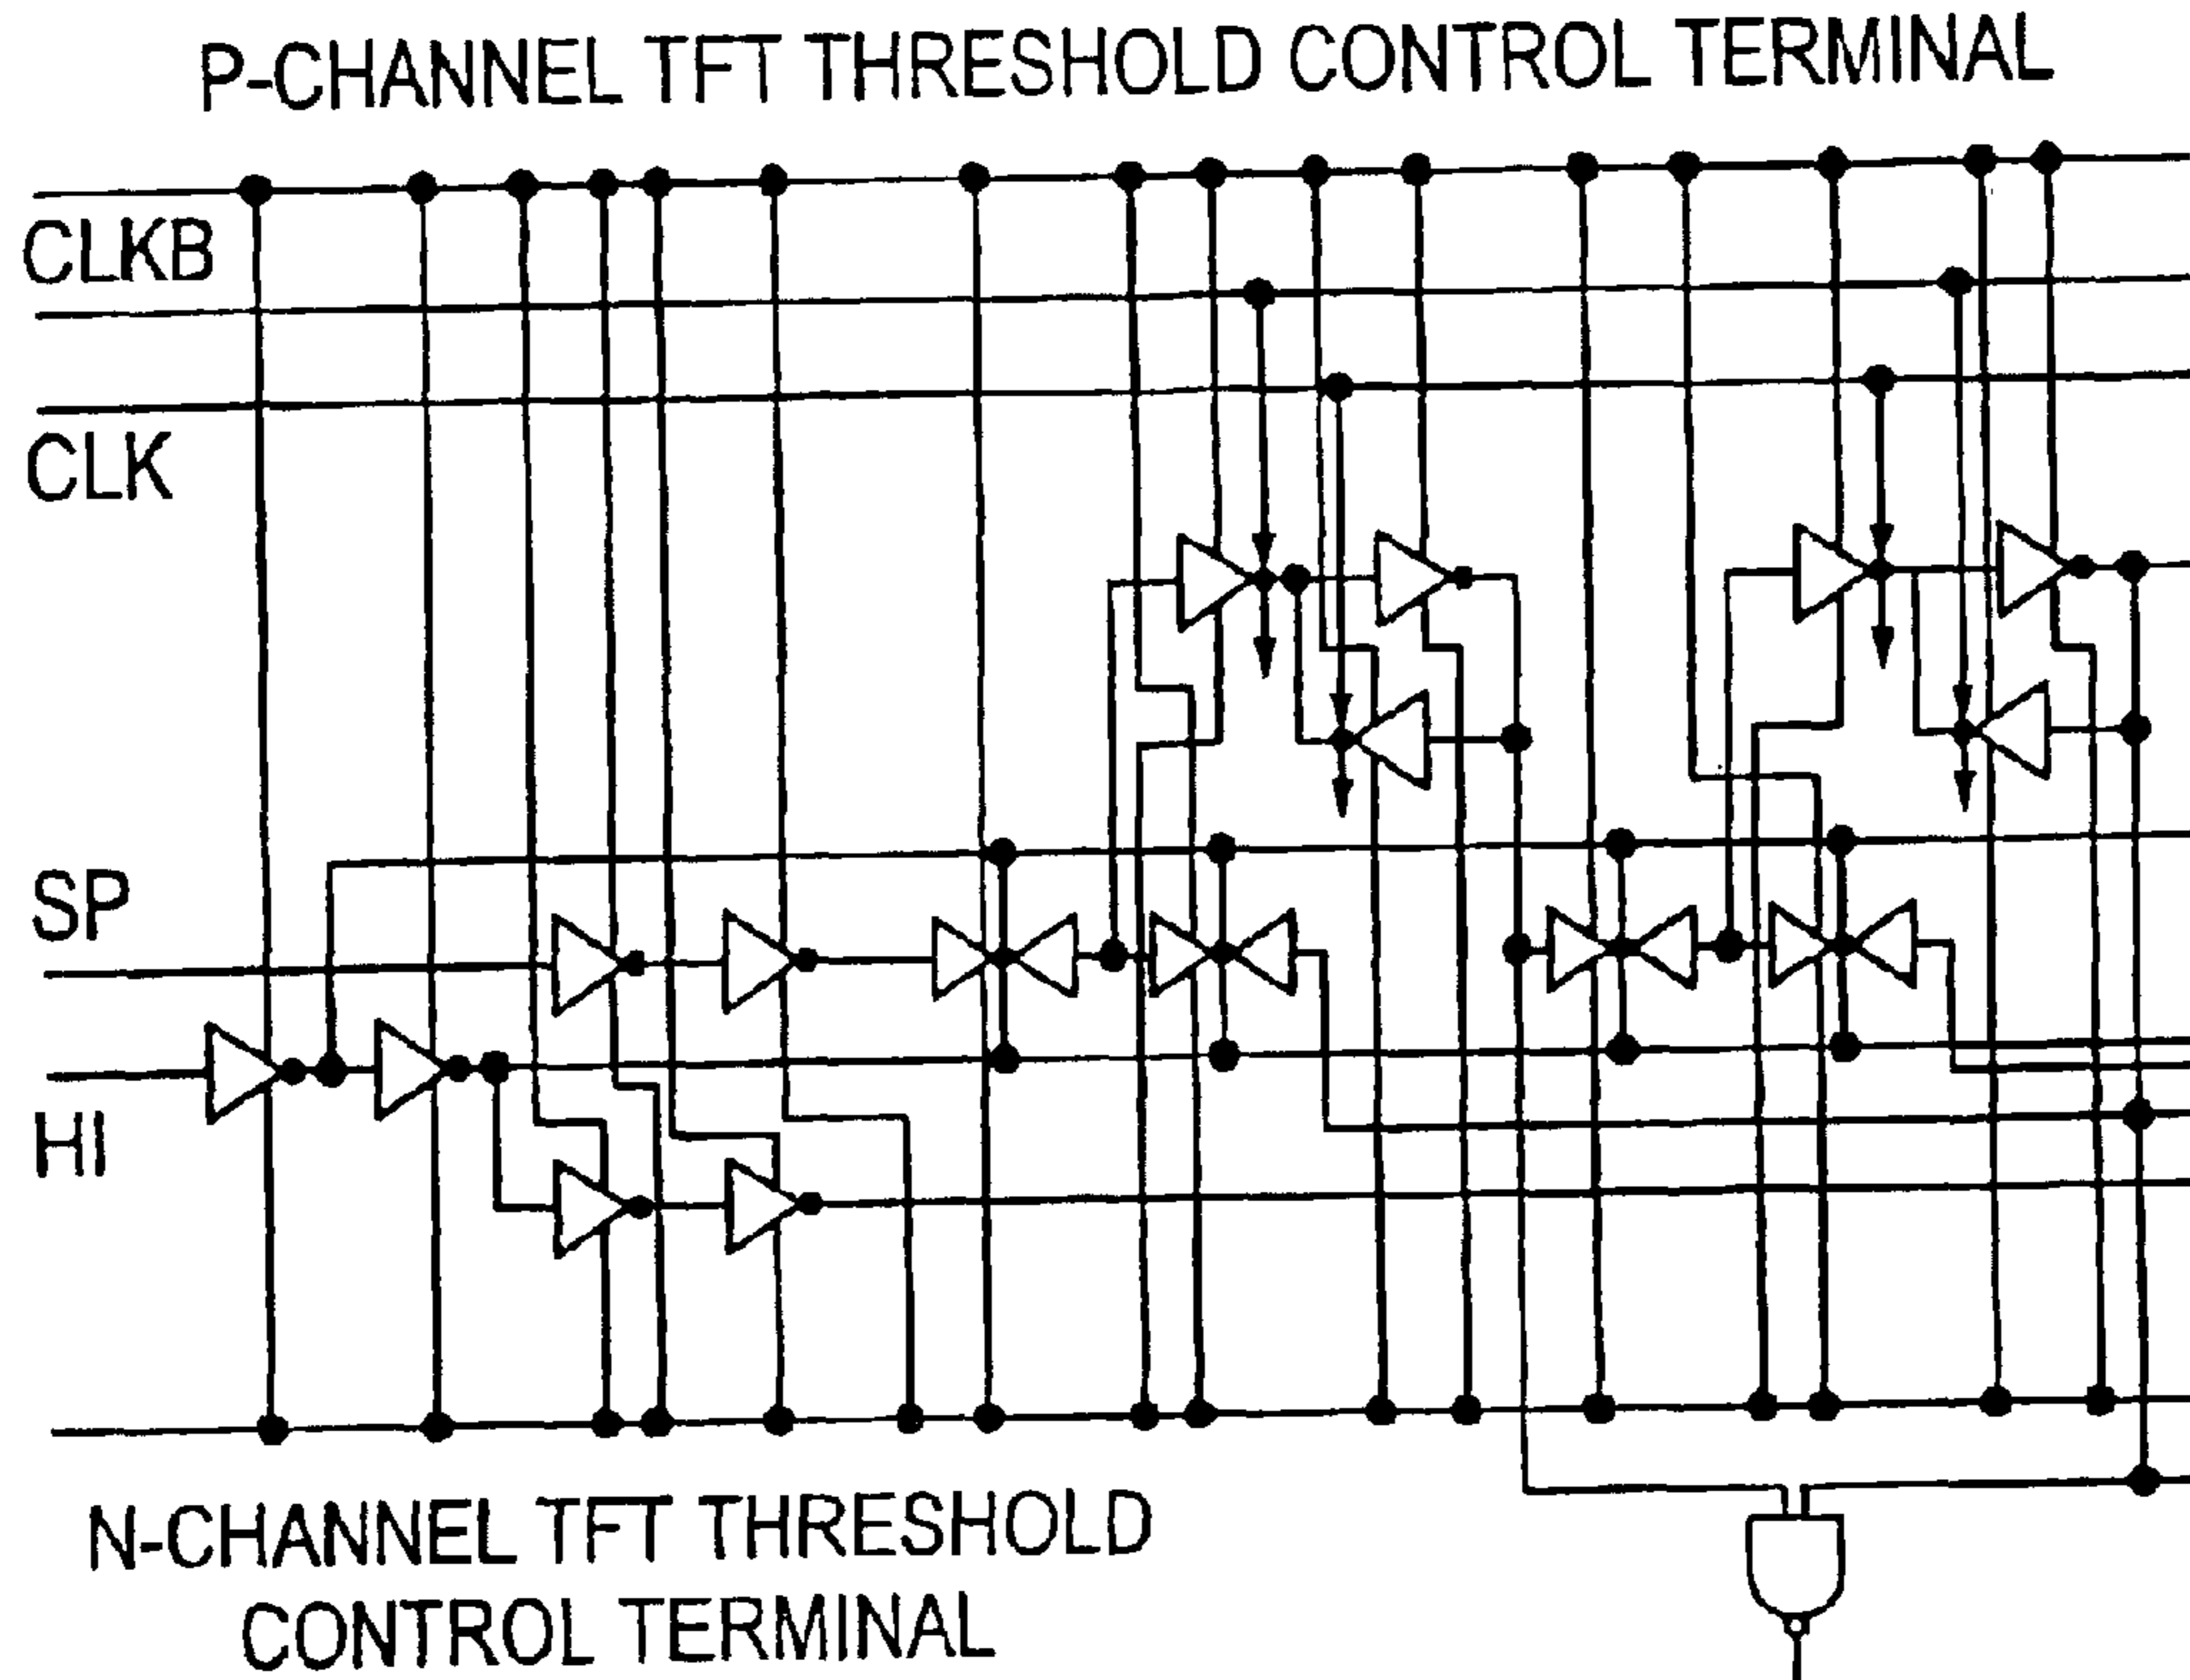 P-CHANNEL TFT THRESHOLD CONTROL TERMINAL
CLKB
CLK
SP
HI
N-CHANNEL TFT THRESHOLD
CONTROL TERMINAL